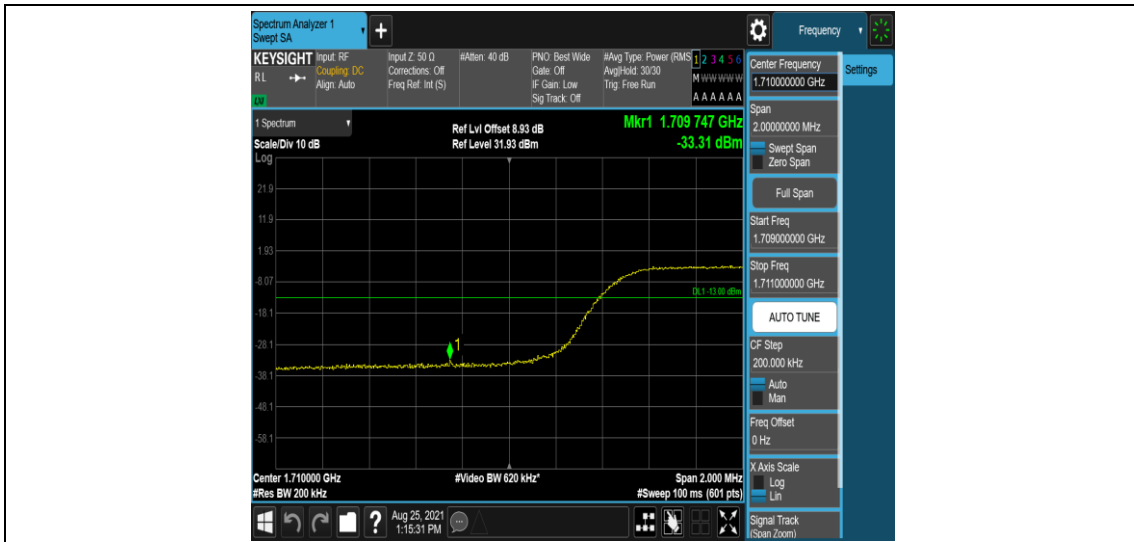 Spectrum Analyzer 1
Swept SA
Frequency
KEYSIGHT
RL
LXI
Input: RF
Coupling: DC
Align: Auto
Input Z: 50 Ω
Corrections: Off
Freq Ref: Int (S)
#Atten: 40 dB
PNO: Best Wide
Gate: Off
IF Gain: Low
Sig Track: Off
#Avg Type: Power (RMS
Avg|Hold: 30/30
Trig: Free Run
1 2 3 4 5 6
M W W W W W
A A A A A A
1 Spectrum
Scale/Div 10 dB
Ref Lvl Offset 8.93 dB
Ref Level 31.93 dBm
Mkr1 1.709 747 GHz
-33.31 dBm
Log
21.9
11.9
1.93
-8.07
DL1 -13.00 dBm
-18.1
-28.1
1
-38.1
-48.1
-58.1
Center 1.710000 GHz
#Res BW 200 kHz
#Video BW 620 kHz*
Span 2.000 MHz
#Sweep 100 ms (601 pts)
Center Frequency
1.710000000 GHz
Settings
Span
2.00000000 MHz
Swept Span
Zero Span
Full Span
Start Freq
1.709000000 GHz
Stop Freq
1.711000000 GHz
AUTO TUNE
CF Step
200.000 kHz
Auto
Man
Freq Offset
0 Hz
X Axis Scale
Log
Lin
Signal Track
(Span Zoom)
?
Aug 25, 2021
1:15:31 PM